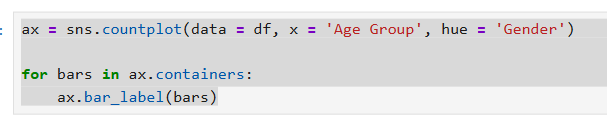 ax = sns.countplot(data = df, x = 'Age Group', hue = 'Gender')
for bars in ax.containers:
    ax.bar_label(bars)